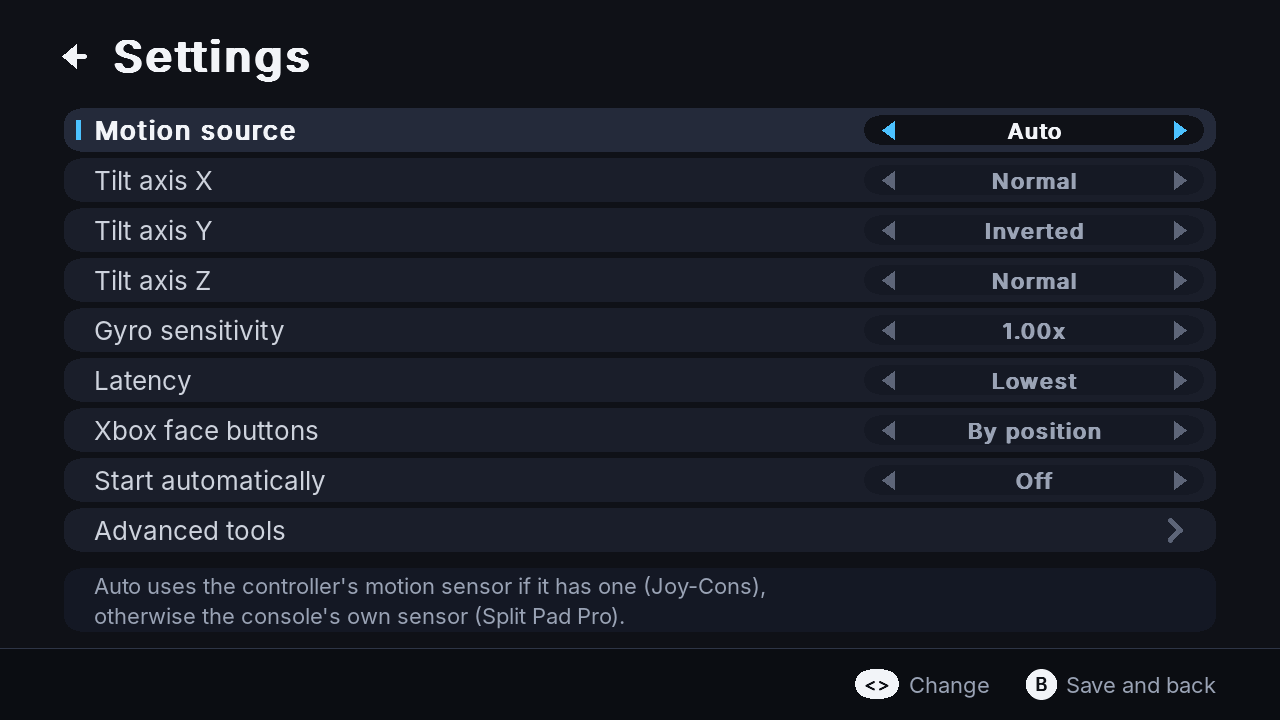 Settings
Motion source Auto
Tilt axis X Normal
Tilt axis Y Inverted
Tilt axis Z Normal
Gyro sensitivity 1.00x
Latency Lowest
Xbox face buttons By position
Start automatically Off
Advanced tools
Auto uses the controller's motion sensor if it has one (Joy-Cons),
otherwise the console's own sensor (Split Pad Pro).
<> Change B Save and back